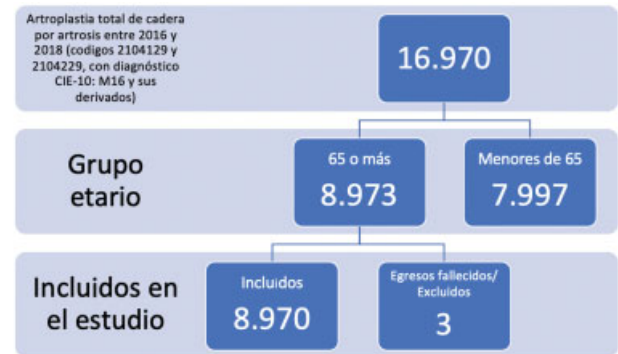 Artroplastia total de cadera
por artrosis entre 2016 y
2018 (codigos 2104129 y
2104229, con diagnóstico
CIE-10: M16 y sus
derivados)
16.970
Grupo
etario
65 o más
8.973
Menores de 65
7.997
Incluidos en
el estudio
Incluidos
8.970
Egresos fallecidos/
Excluidos
3